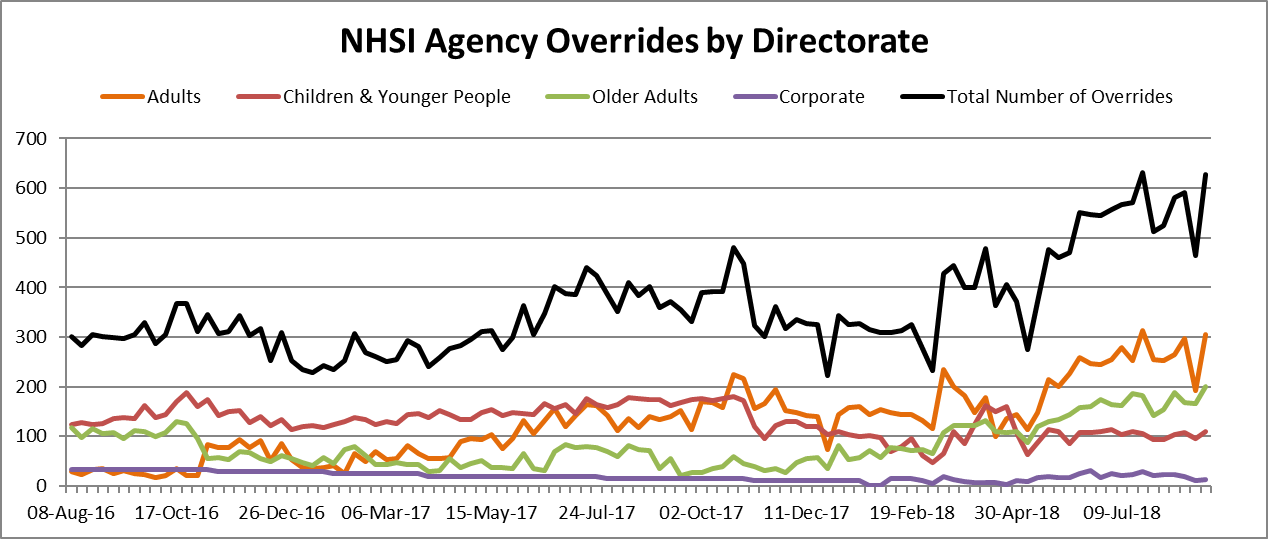 NHSI Agency Overrides by Directorate
Adults Children & Younger People Older Adults Corporate Total Number of Overrides
700
600
500
400
300
200
100
0
08-Aug-16 17-Oct-16 26-Dec-16 06-Mar-17 15-May-17 24-Jul-17 02-Oct-17 11-Dec-17 19-Feb-18 30-Apr-18 09-Jul-18